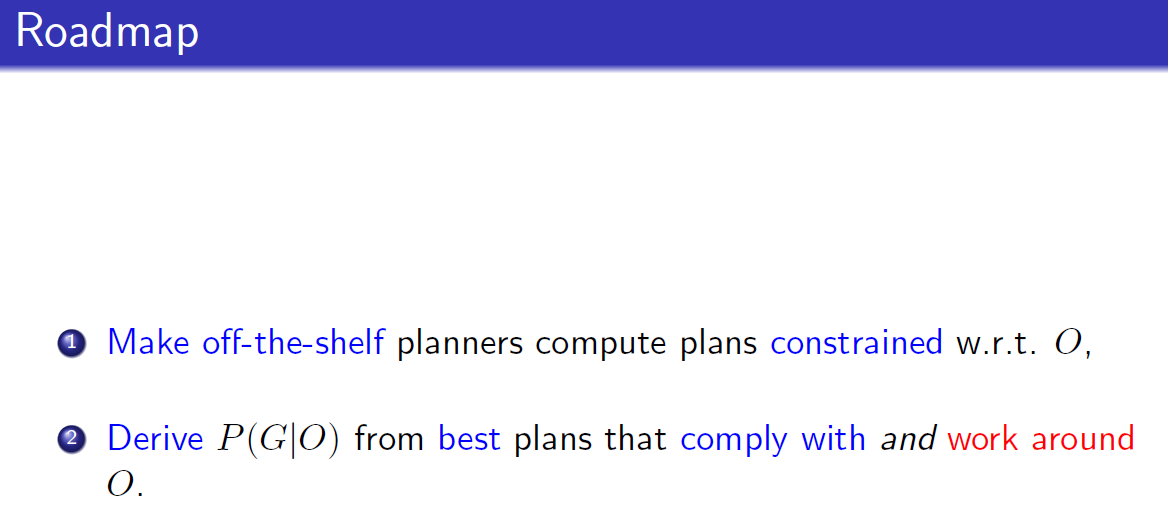 Roadmap
1 Make off-the-shelf planners compute plans constrained w.r.t. O,
2 Derive P(G|O) from best plans that comply with and work around
O.